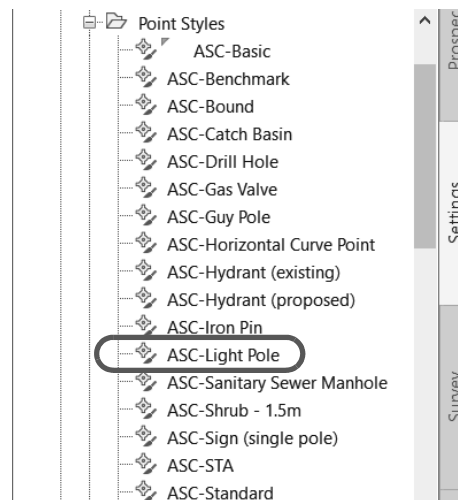 Point Styles
ASC-Basic
ASC-Benchmark
ASC-Bound
ASC-Catch Basin
ASC-Drill Hole
ASC-Gas Valve
ASC-Guy Pole
ASC-Horizontal Curve Point
ASC-Hydrant (existing)
ASC-Hydrant (proposed)
ASC-Iron Pin
ASC-Light Pole
ASC-Sanitary Sewer Manhole
ASC-Shrub - 1.5m
ASC-Sign (single pole)
ASC-STA
ASC-Standard
Prospec
Settings
Survey